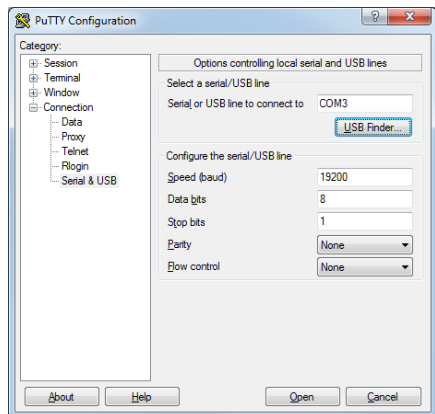 PuTTY Configuration
Category:
Session
Terminal
Window
Connection
Data
Proxy
Telnet
Rlogin
Serial & USB
Options controlling local serial and USB lines
Select a serial/USB line
Serial or USB line to connect to COM3
USB Finder...
Configure the serial/USB line
Speed (baud) 19200
Data bits 8
Stop bits 1
Parity None
Flow control None
About Help Open Cancel